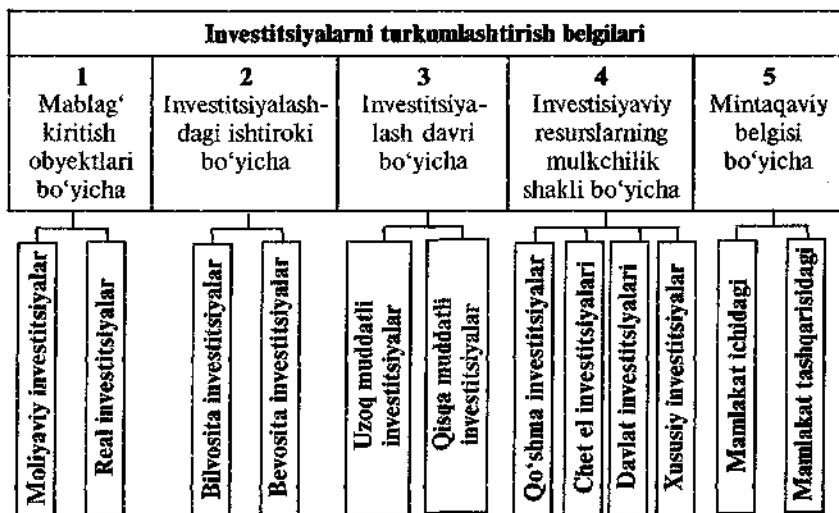 Investitsiyalarni turkumlashtirish belgilari
1
Mablag‘
kiritish
obyektlari
bo‘yicha
2
Investitsiyalash-
dagi ishtiroki
bo‘yicha
3
Investitsiya-
lash davri
bo‘yicha
4
Investisiyaviy
resurslarning
mulkchilik
shakli bo‘yicha
5
Mintaqaviy
belgisi
bo‘yicha
Moliyaviy investitsiyalar
Real investitsiyalar
Bilvosita investitsiyalar
Bevosita investitsiyalar
Uzoq muddatli
investitsiyalar
Qisqa muddatli
investitsiyalar
Qo‘shma investitsiyalar
Chet el investitsiyalari
Davlat investitsiyalari
Xususiy investitsiyalar
Mamlakat ichidagi
Mamlakat tashqarisidagi